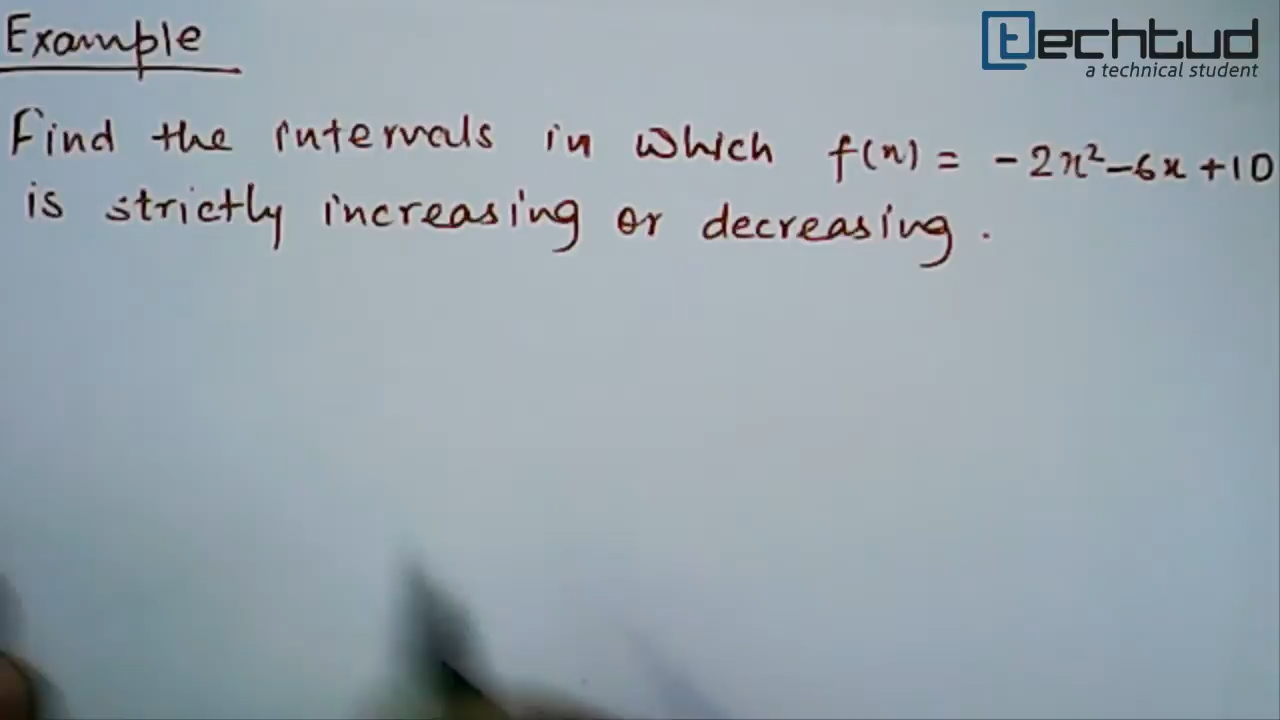 Example
techtud
a technical student
Find the intervals in which f(x) = -2x²-6x+10
is strictly increasing or decreasing.